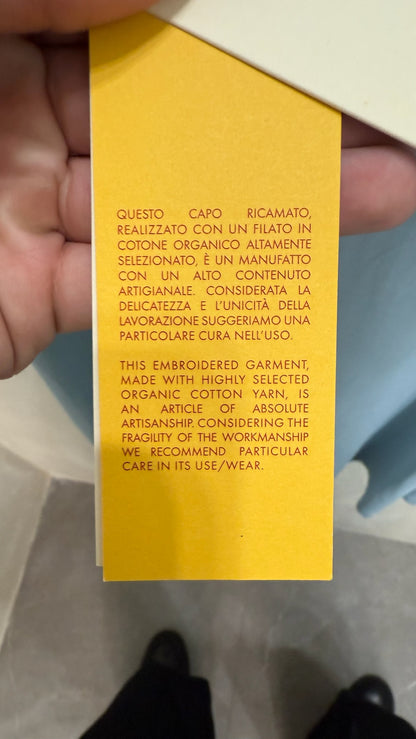 QUESTO CAPO RICAMATO,
REALIZZATO CON UN FILATO IN
COTONE ORGANICO ALTAMENTE
SELEZIONATO, È UN MANUFATTO
CON UN ALTO CONTENUTO
ARTIGIANALE. CONSIDERATA LA
DELICATEZZA E L'UNICITÀ DELLA
LAVORAZIONE SUGGERIAMO UNA
PARTICOLARE CURA NELL'USO.
THIS EMBROIDERED GARMENT,
MADE WITH HIGHLY SELECTED
ORGANIC COTTON YARN, IS
AN ARTICLE OF ABSOLUTE
ARTISANSHIP. CONSIDERING THE
FRAGILITY OF THE WORKMANSHIP
WE RECOMMEND PARTICULAR
CARE IN ITS USE/WEAR.